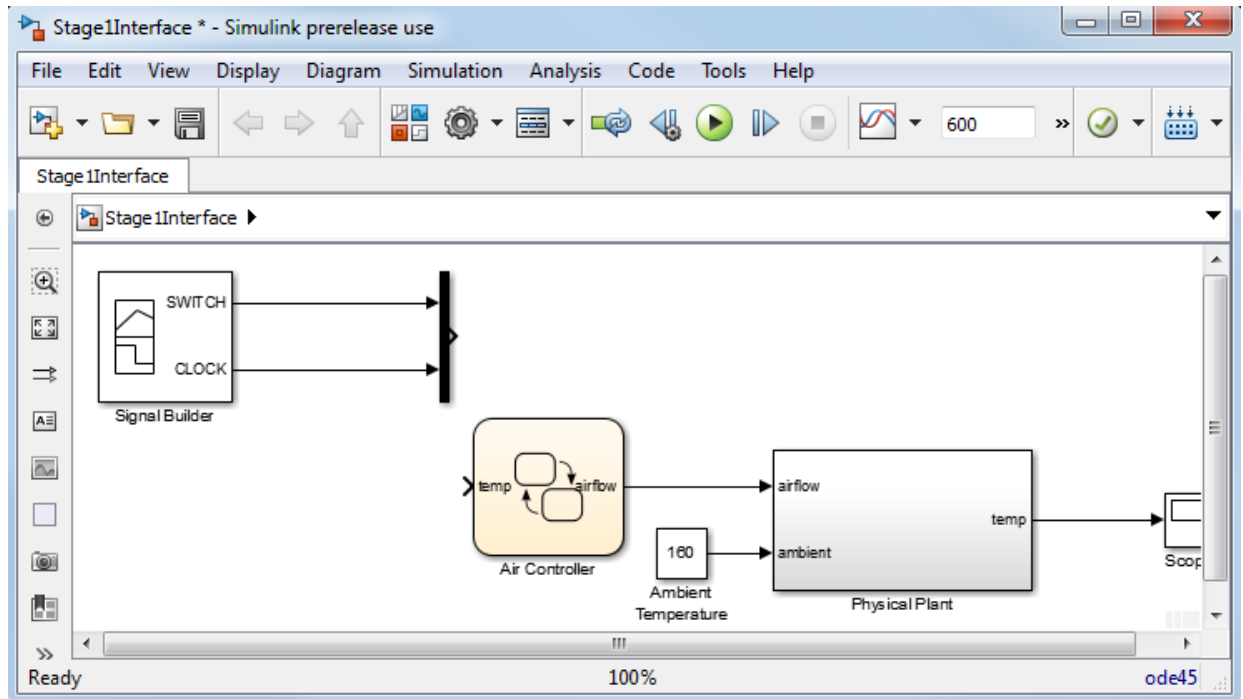 Stage1Interface * - Simulink prerelease use
File Edit View Display Diagram Simulation Analysis Code Tools Help
600 »
Stage1Interface
Stage1Interface
SWITCH
CLOCK
Signal Builder
temp airflow
Air Controller
160
Ambient
Temperature
airflow
temp
ambient
Physical Plant
Scop
A
»
Ready 100% ode45